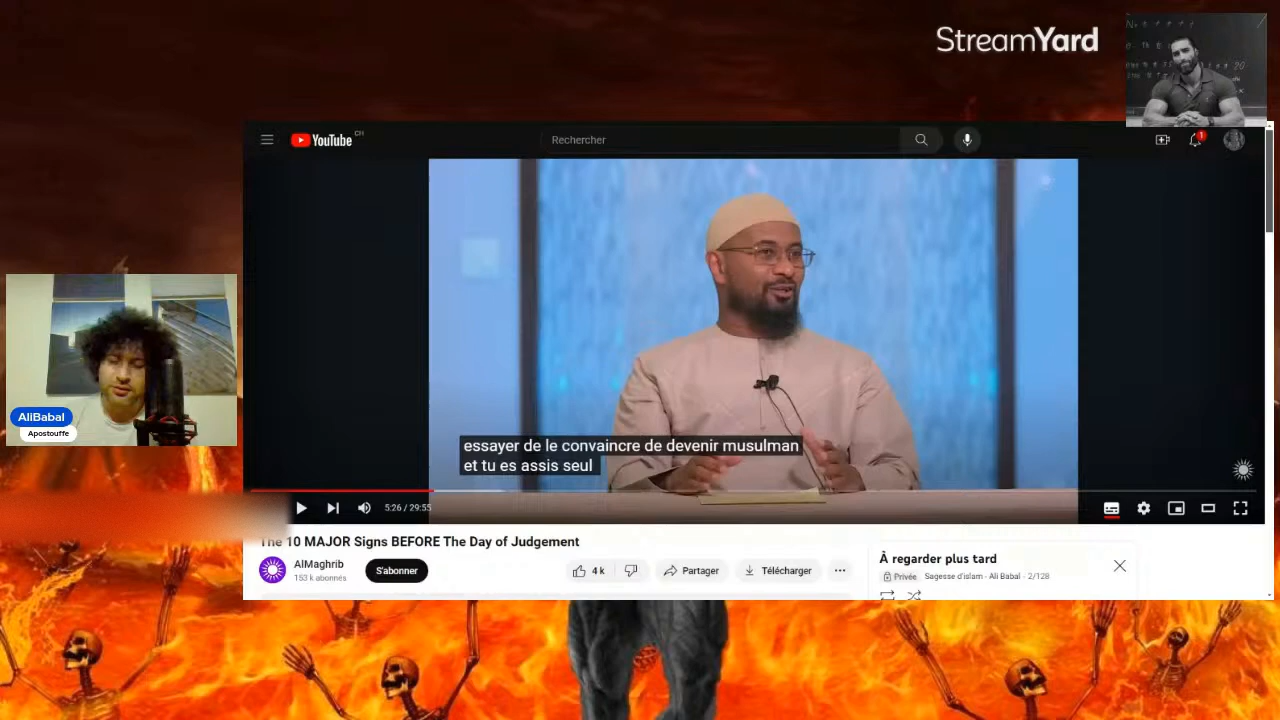 StreamYard
YouTube CH
Rechercher
1
essayer de le convaincre de devenir musulman
et tu es assis seul
AliBabal
Apostouffe
5:26 / 29:55
The 10 MAJOR Signs BEFORE The Day of Judgement
AlMaghrib
153 k abonnés
S'abonner
4 k
Partager
Télécharger
À regarder plus tard
Privée
Sagesse d'islam - Ali Babal - 2/128